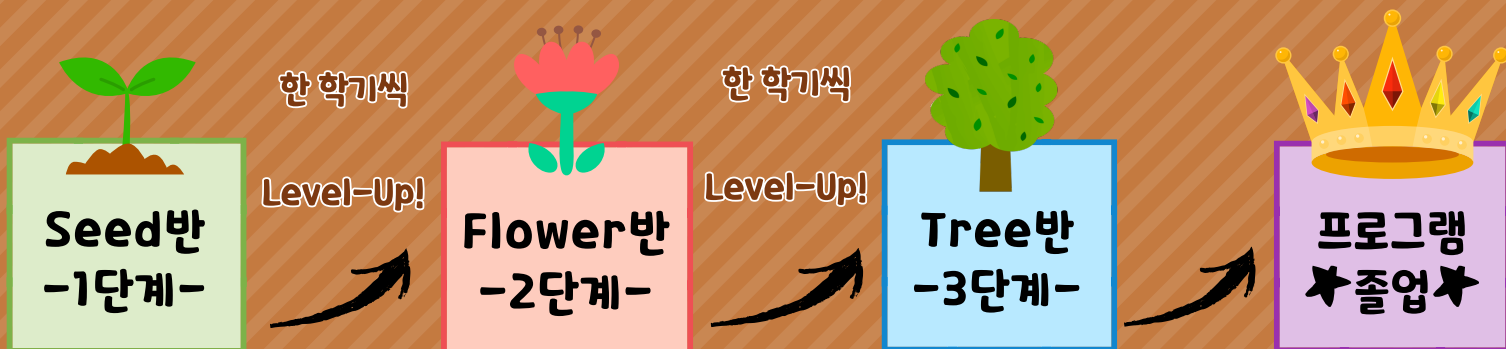 Seed반
-1단계-
한 학기씩
Level-Up!
Flower반
-2단계-
한 학기씩
Level-Up!
Tree반
-3단계-
프로그램
★졸업★